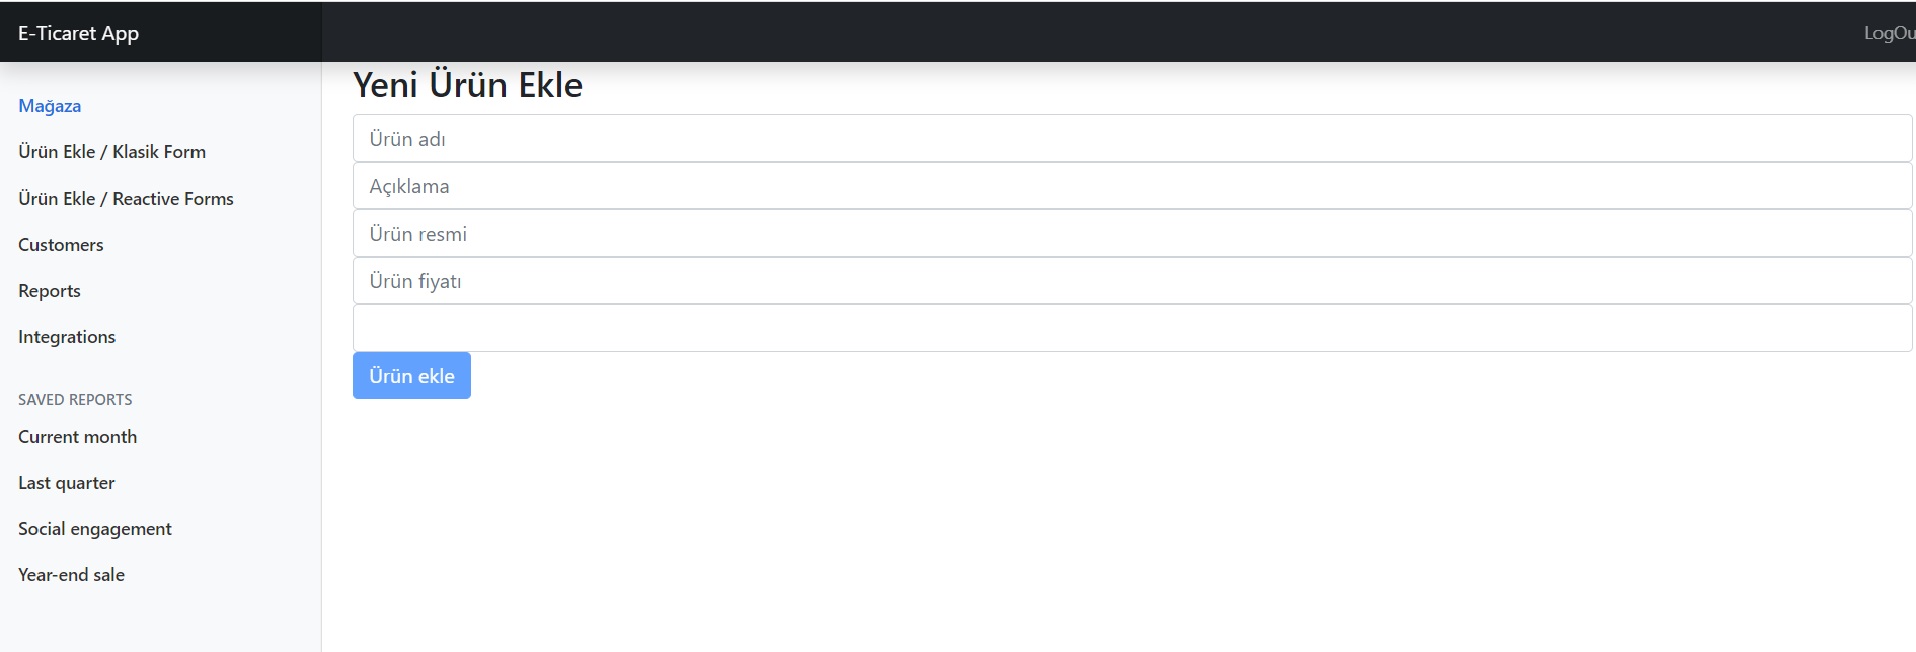 E-Ticaret App
LogOu
Mağaza
Ürün Ekle / Klasik Form
Ürün Ekle / Reactive Forms
Customers
Reports
Integrations
SAVED REPORTS
Current month
Last quarter
Social engagement
Year-end sale
Yeni Ürün Ekle
Ürün adı
Açıklama
Ürün resmi
Ürün fiyatı
Ürün ekle